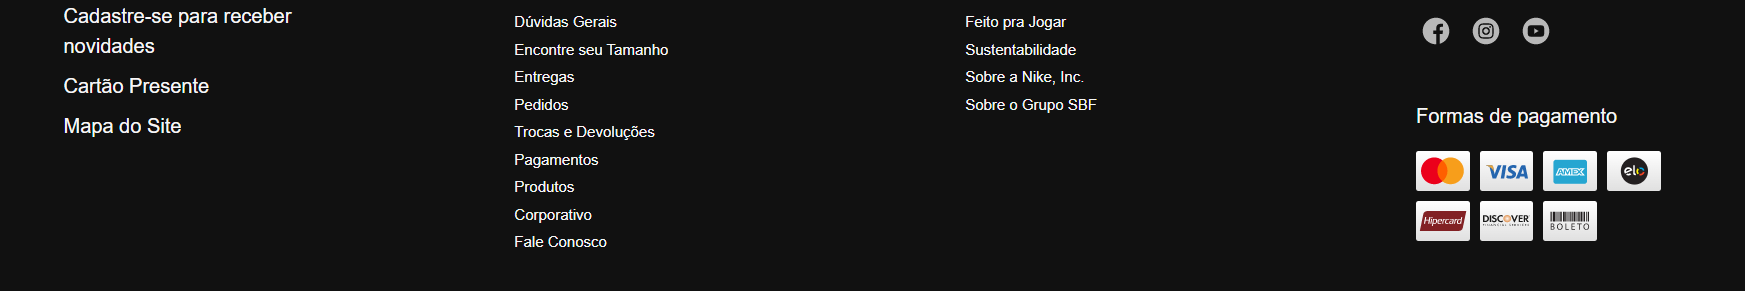 Cadastre-se para receber
novidades
Cartão Presente
Mapa do Site
Dúvidas Gerais
Encontre seu Tamanho
Entregas
Pedidos
Trocas e Devoluções
Pagamentos
Produtos
Corporativo
Fale Conosco
Feito pra Jogar
Sustentabilidade
Sobre a Nike, Inc.
Sobre o Grupo SBF
Formas de pagamento
VISA
AMEX
elo
Hipercard
DISCOVER
FINANCIAL SERVICES
BOLETO